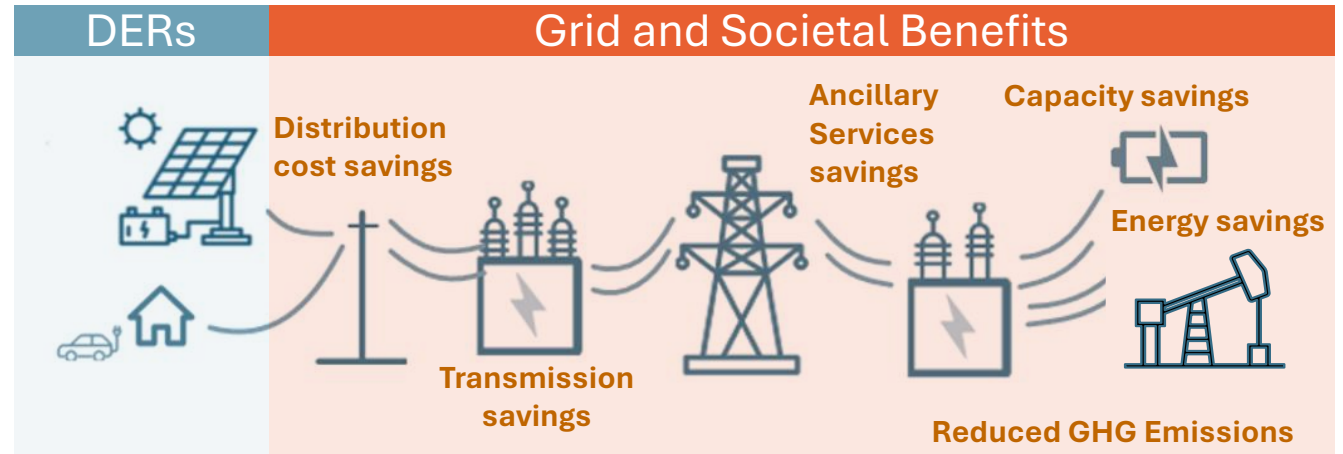 DERs
Grid and Societal Benefits
Distribution
cost savings
Transmission
savings
Ancillary
Services
savings
Capacity savings
Energy savings
Reduced GHG Emissions